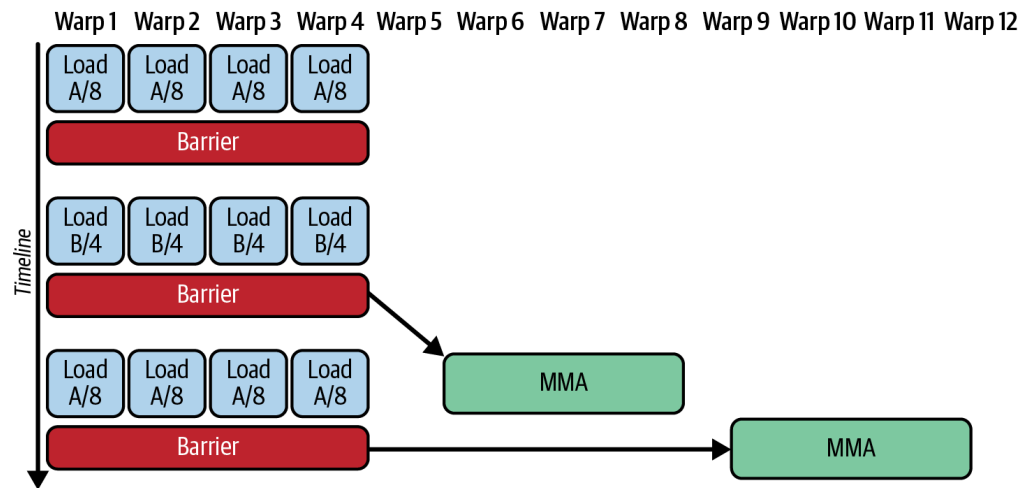 Warp 1 Warp 2 Warp 3 Warp 4 Warp 5 Warp 6 Warp 7 Warp 8 Warp 9 Warp 10 Warp 11 Warp 12
Timeline
Load Load Load Load
A/8 A/8 A/8 A/8
Barrier
Load Load Load Load
B/4 B/4 B/4 B/4
Barrier
Load Load Load Load
A/8 A/8 A/8 A/8
MMA
Barrier
MMA